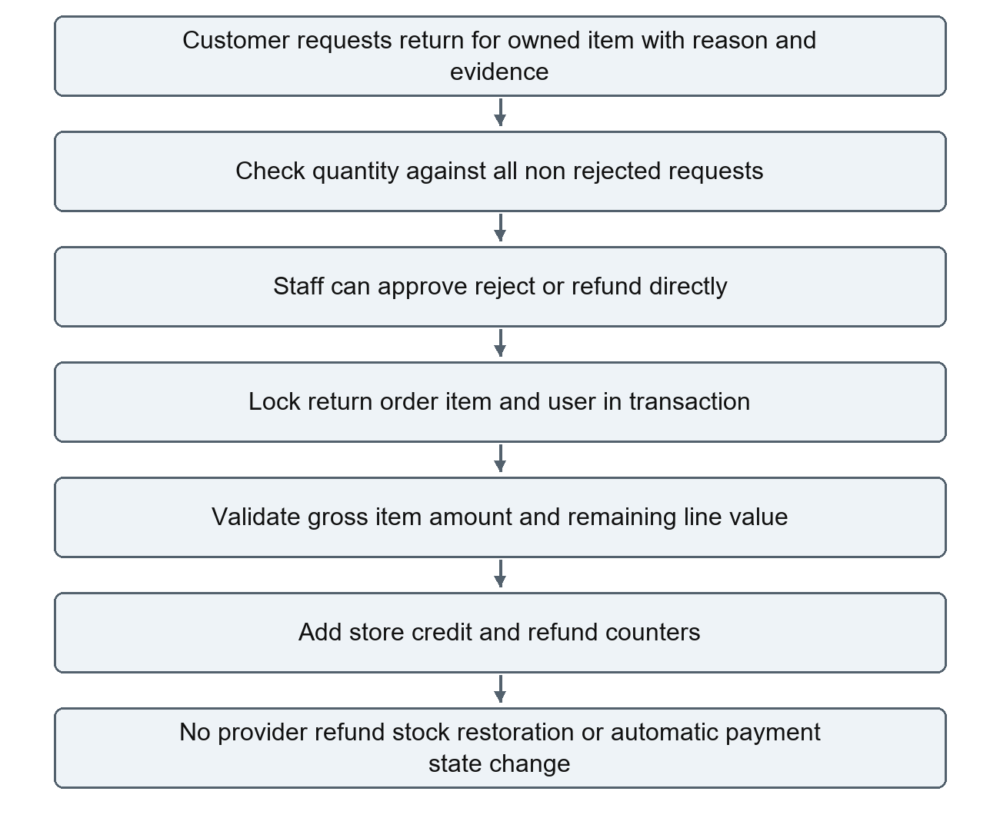 Customer requests return for owned item with reason and
evidence
Check quantity against all non rejected requests
Staff can approve reject or refund directly
Lock return order item and user in transaction
Validate gross item amount and remaining line value
Add store credit and refund counters
No provider refund stock restoration or automatic payment
state change